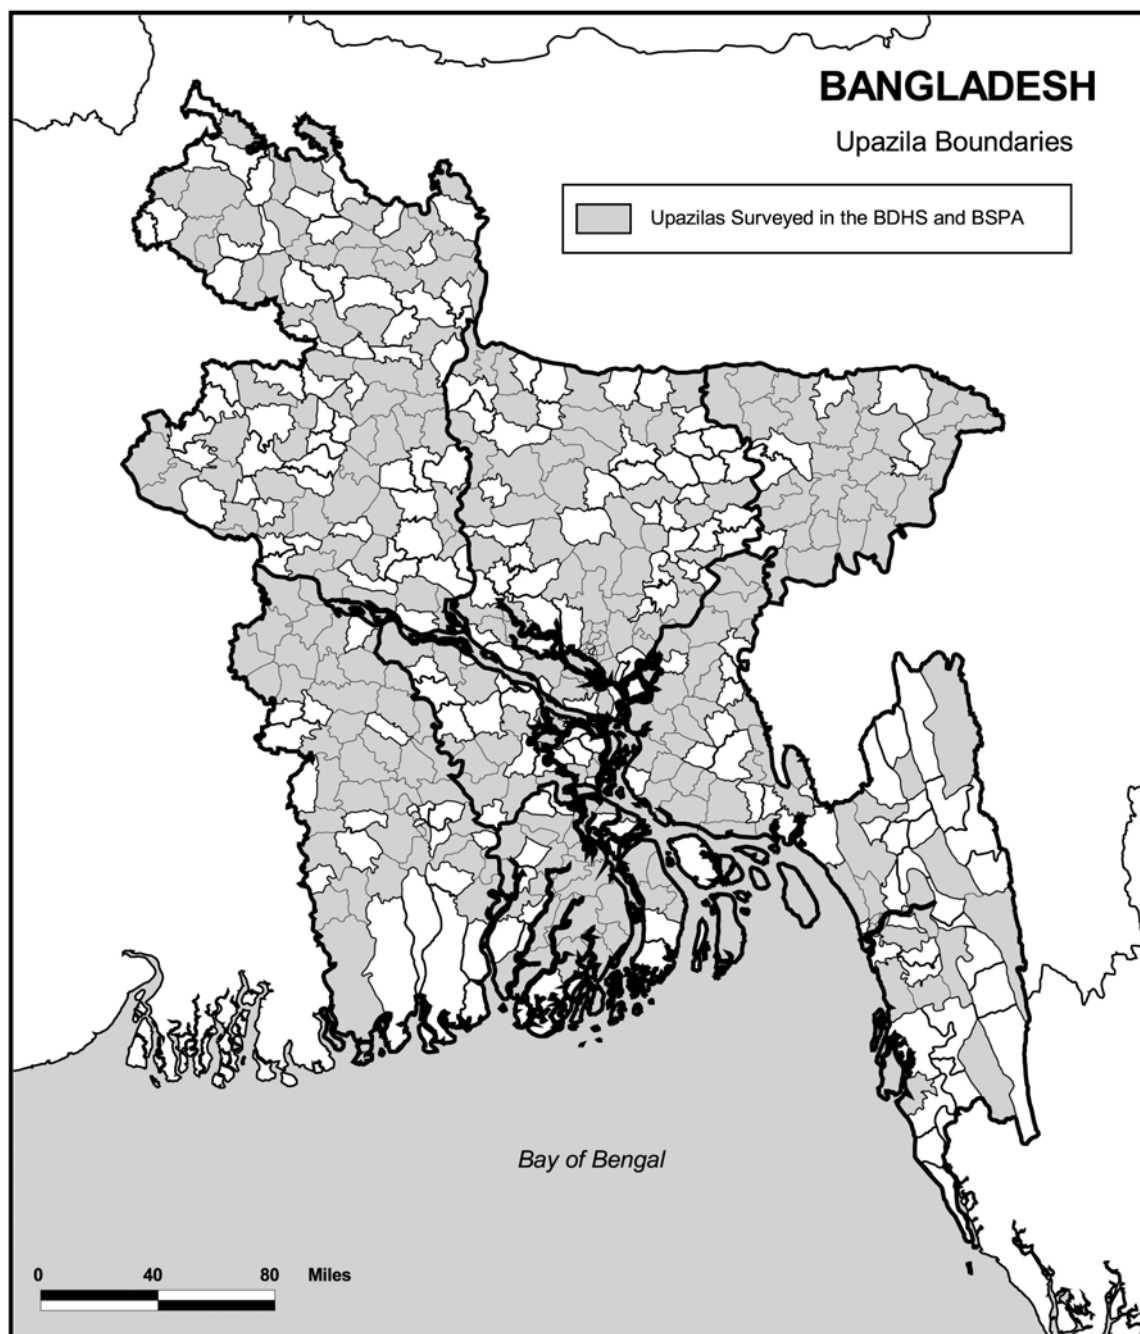 BANGLADESH
Upazila Boundaries
Upazilas Surveyed in the BDHS and BSPA
Bay of Bengal
0 40 80 Miles